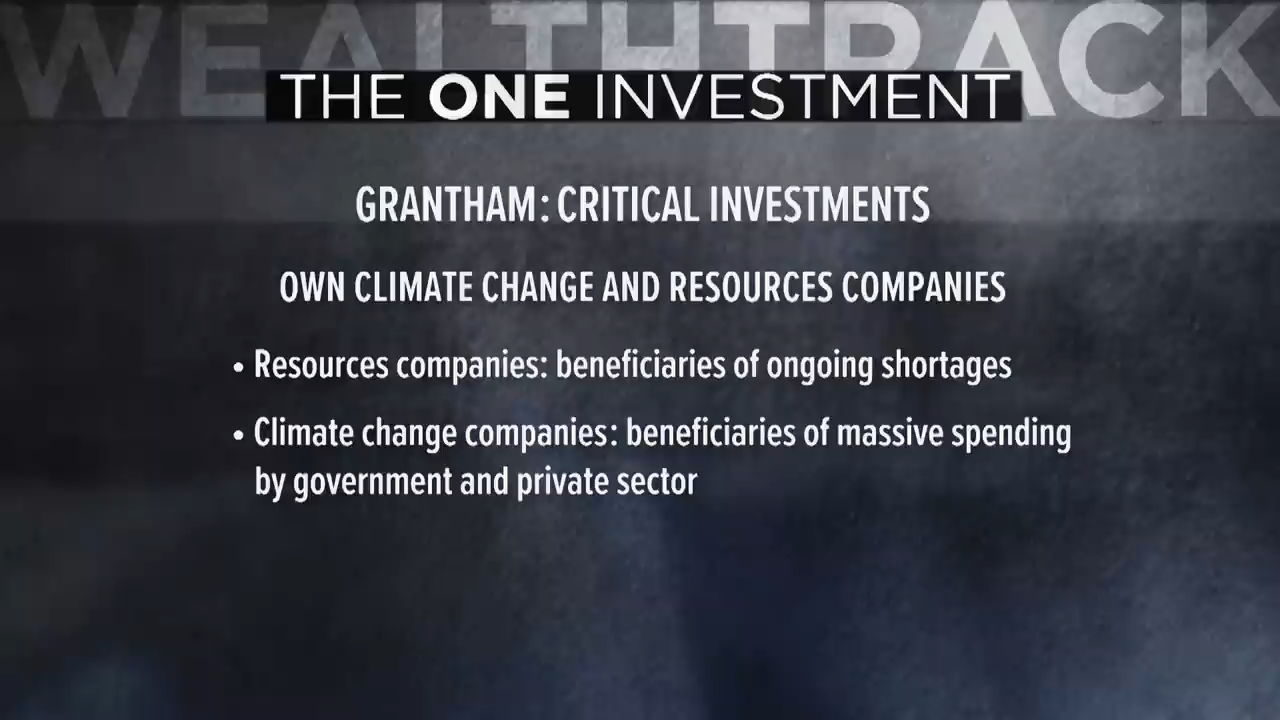 WEALTHTRACK
THE ONE INVESTMENT
GRANTHAM: CRITICAL INVESTMENTS
OWN CLIMATE CHANGE AND RESOURCES COMPANIES
• Resources companies: beneficiaries of ongoing shortages
• Climate change companies: beneficiaries of massive spending
by government and private sector